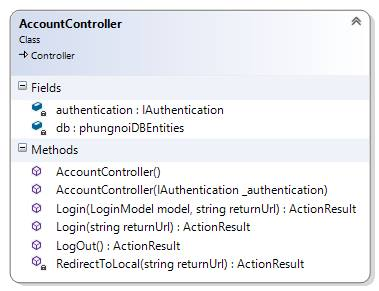 AccountController
Class
Controller
Fields
authentication : IAuthentication
db : phungnoiDBEntities
Methods
AccountController()
AccountController(IAuthentication _authentication)
Login(LoginModel model, string returnUrl) : ActionResult
Login(string returnUrl) : ActionResult
LogOut() : ActionResult
RedirectToLocal(string returnUrl) : ActionResult